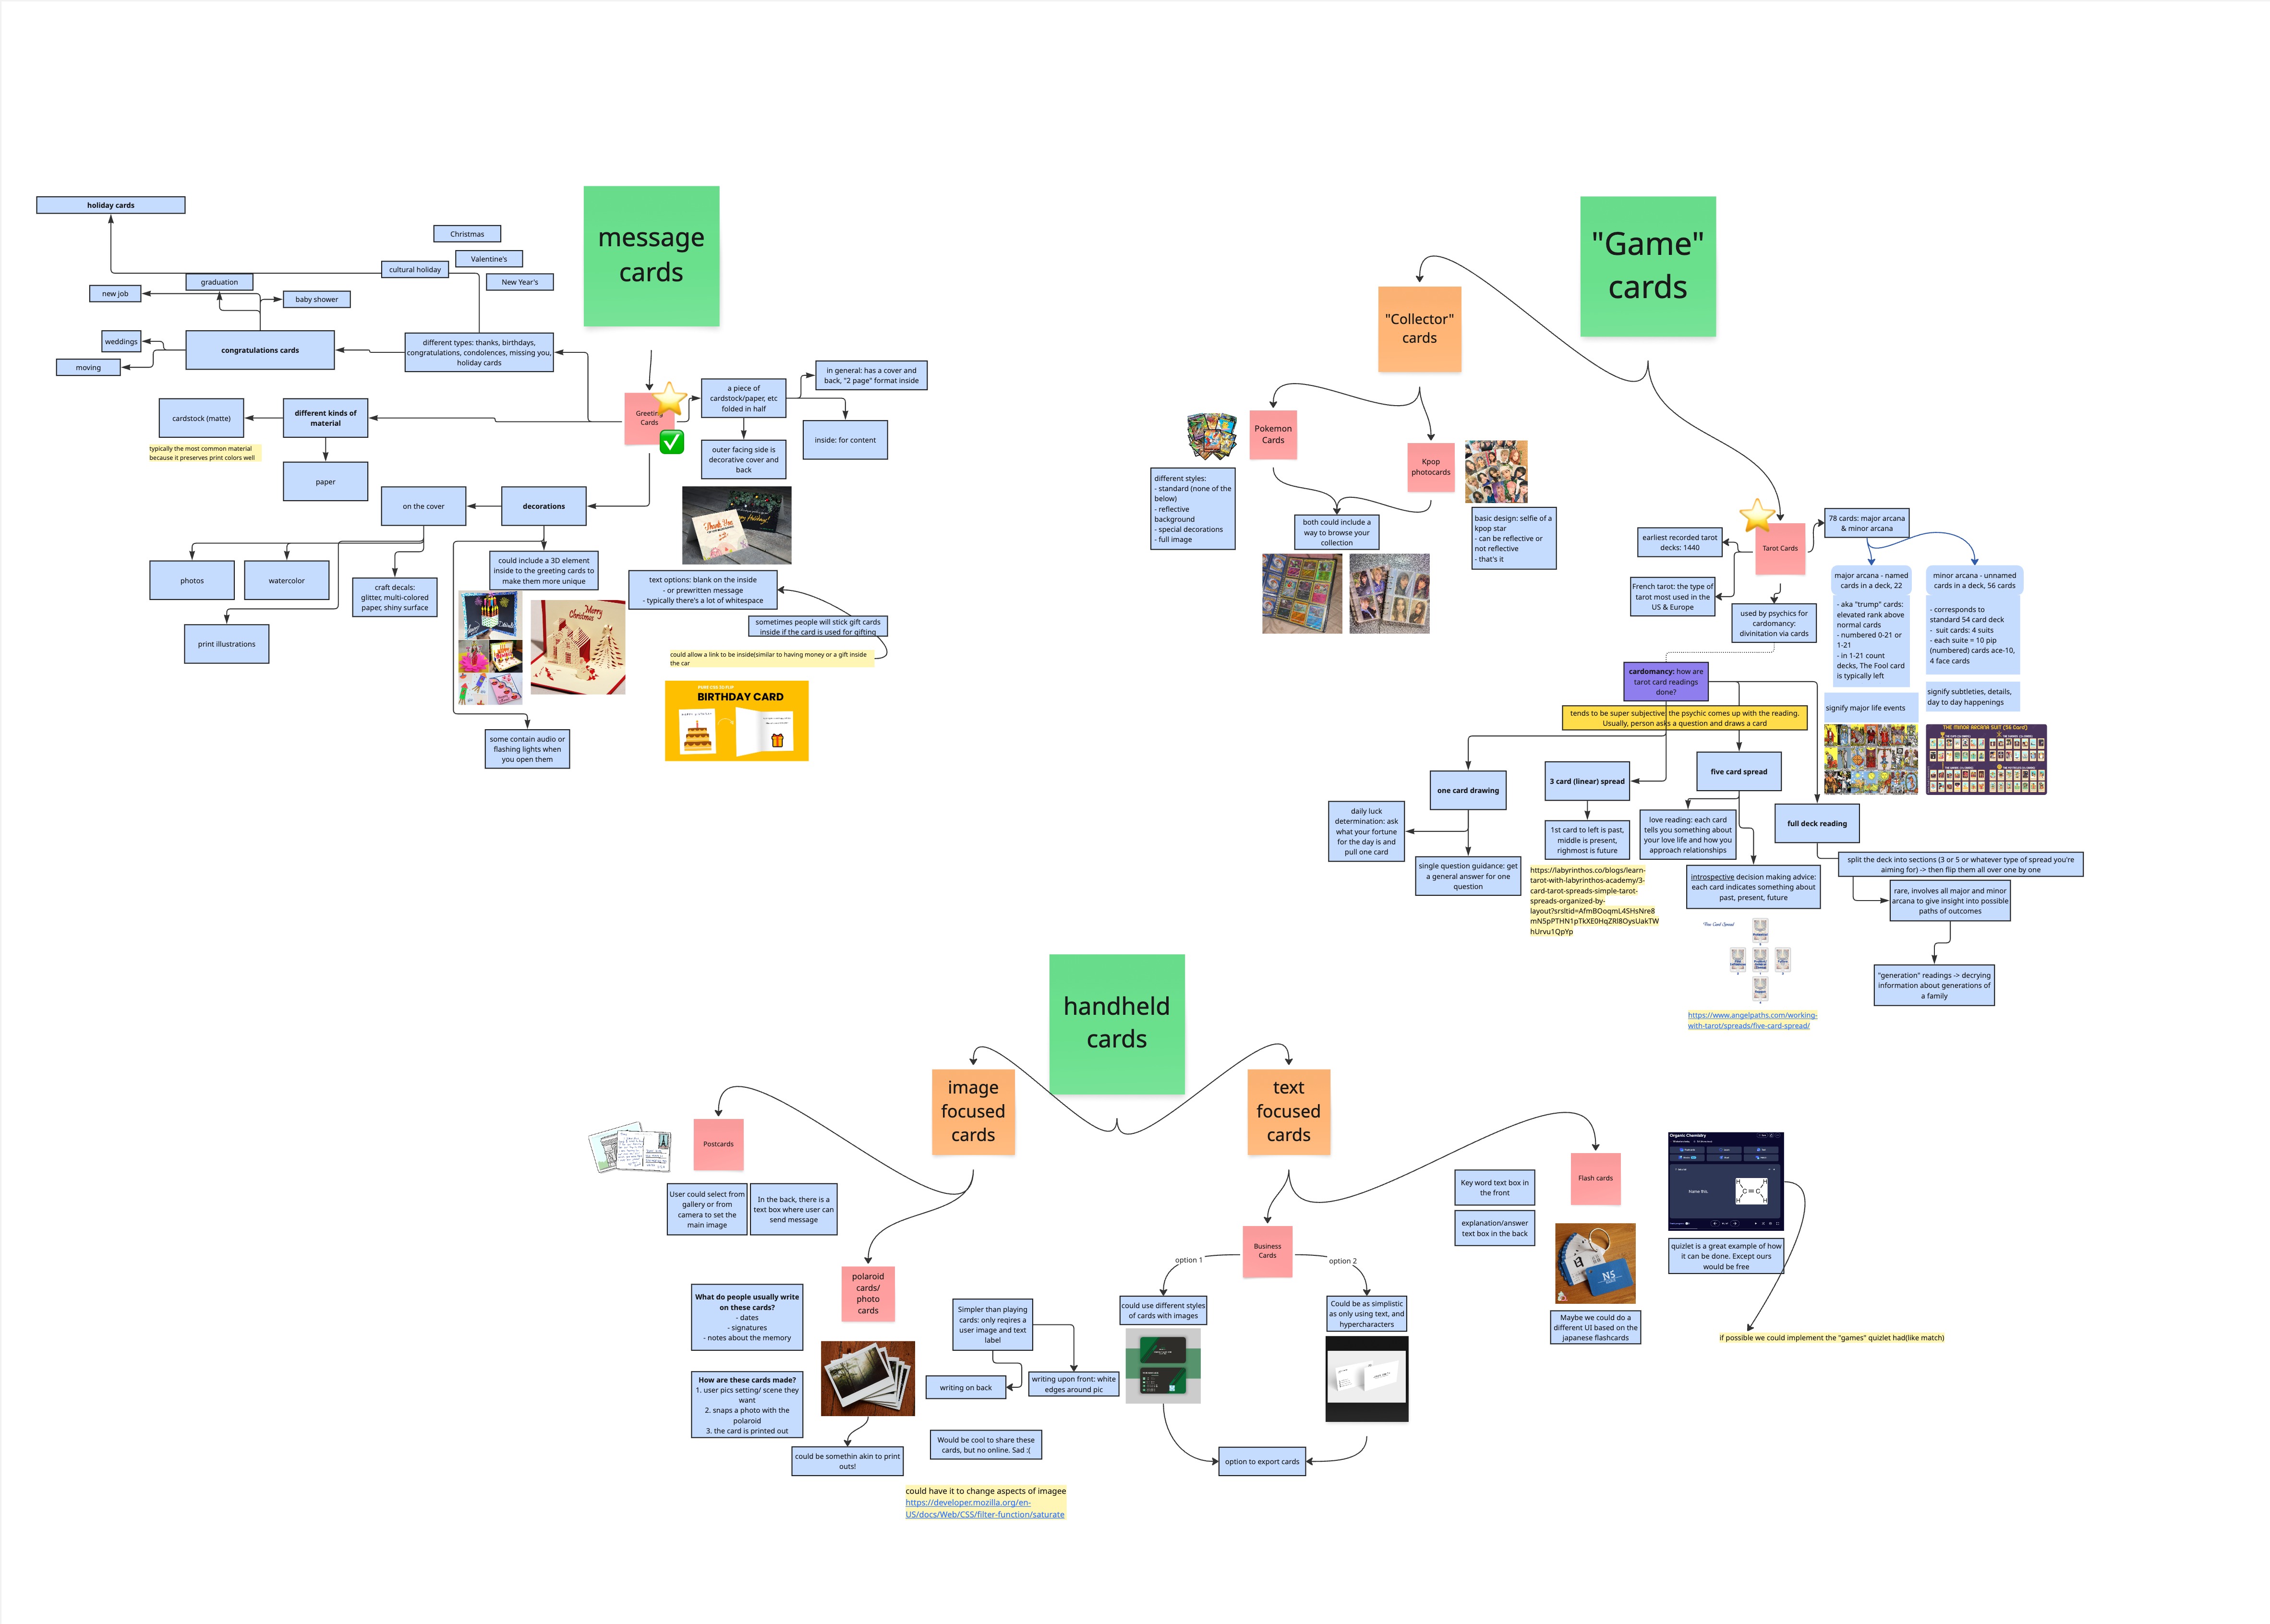 message
cards
holiday cards
Christmas
Valentine's
cultural holiday
New Year's
graduation
new job
baby shower
weddings
congratulations cards
different types: thanks, birthdays,
congratulations, condolences, missing you,
holiday cards
moving
in general: has a cover and
back, "2 page" format inside
a piece of
cardstock/paper, etc
folded in half
Greeting
Cards
cardstock (matte)
different kinds of
material
inside: for content
typically the most common material
because it preserves print colors well
outer facing side is
decorative cover and
back
paper
on the cover
decorations
Thank You
Holiday!
photos
watercolor
craft decals:
glitter, multi-colored
paper, shiny surface
could include a 3D element
inside to the greeting cards to
make them more unique
text options: blank on the inside
- or prewritten message
- typically there's a lot of whitespace
Merry
Christmas
print illustrations
sometimes people will stick gift cards
inside if the card is used for gifting
could allow a link to be inside(similar to having money or a gift inside
the car
BIRTHDAY CARD
some contain audio or
flashing lights when
you open them
"Game"
cards
"Collector"
cards
Pokemon
Cards
Kpop
photocards
different styles:
- standard (none of the
below)
- reflective
background
- special decorations
- full image
both could include a
way to browse your
collection
basic design: selfie of a
kpop star
- can be reflective or
not reflective
- that's it
Tarot Cards
78 cards: major arcana
& minor arcana
earliest recorded tarot
decks: 1440
French tarot: the type of
tarot most used in the
US & Europe
used by psychics for
cardomancy:
divinitation via cards
major arcana - named
cards in a deck, 22
- aka "trump" cards:
elevated rank above
normal cards
- numbered 0-21 or
1-21
- in 1-21 count
decks, The Fool card
is typically left
signify major life events
minor arcana - unnamed
cards in a deck, 56 cards
- corresponds to
standard 54 card deck
- suit cards: 4 suits
- each suite = 10 pip
(numbered) cards ace-10,
4 face cards
signify subtleties, details,
day to day happenings
THE MINOR ARCANA SUIT (56 Card)
cardomancy: how are
tarot card readings
done?
tends to be super subjective: the psychic comes up with the reading.
Usually, person asks a question and draws a card
one card drawing
3 card (linear) spread
five card spread
full deck reading
daily luck
determination: ask
what your fortune
for the day is and
pull one card
single question guidance: get
a general answer for one
question
1st card to left is past,
middle is present,
righmost is future
https://labyrinthos.co/blogs/learn-
tarot-with-labyrinthos-academy/3-
card-tarot-spreads-simple-tarot-
spreads-organized-by-
layout?srsltid=AfmBOoqmL45HsNre8
mN5pPTHN1pTkXE0HqZRl8OysUakTW
hUrvu1QpYp
love reading: each card
tells you something about
your love life and how you
approach relationships
introspective decision making advice:
each card indicates something about
past, present, future
Five Card Spread
https://www.angelpaths.com/working-
with-tarot/spreads/five-card-spread/
split the deck into sections (3 or 5 or whatever type of spread you're
aiming for) -> then flip them all over one by one
rare, involves all major and minor
arcana to give insight into possible
paths of outcomes
"generation" readings -> decrying
information about generations of
a family
handheld
cards
image
focused
cards
text
focused
cards
Postcards
User could select from
gallery or from
camera to set the
main image
In the back, there is a
text box where user can
send message
polaroid
cards/
photo
cards
What do people usually write
on these cards?
- dates
- signatures
- notes about the memory
How are these cards made?
1. user pics setting/ scene they
want
2. snaps a photo with the
polaroid
3. the card is printed out
could be somethin akin to print
outs!
Simpler than playing
cards: only reqires a
user image and text
label
writing on back
writing upon front: white
edges around pic
Would be cool to share these
cards, but no online. Sad :(
could have it to change aspects of imagee
https://developer.mozilla.org/en-
US/docs/Web/CSS/filter-function/saturate
Business
Cards
option 1
option 2
could use different styles
of cards with images
Could be as simplistic
as only using text, and
hypercharacters
option to export cards
Flash cards
Key word text box in
the front
explanation/answer
text box in the back
N5
Maybe we could do a
different UI based on the
japanese flashcards
Organic Chemistry
Name this.
H H
C = C
H H
quizlet is a great example of how
it can be done. Except ours
would be free
if possible we could implement the "games" quizlet had(like match)